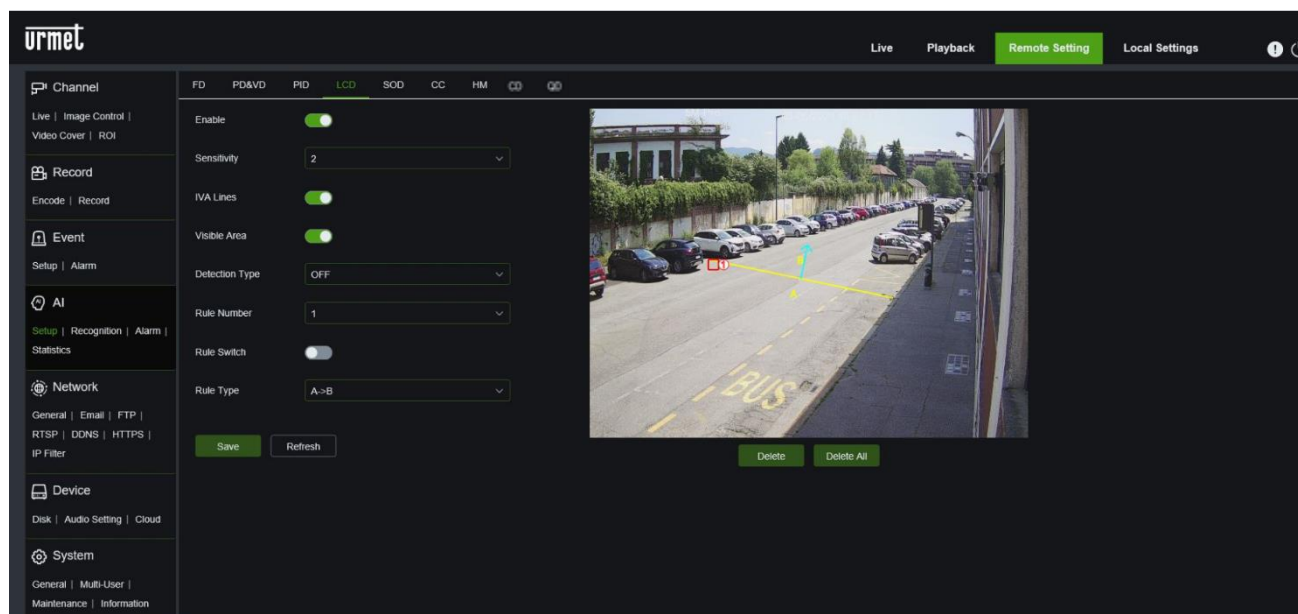 urmet
Live Playback Remote Setting Local Settings
Channel
Live | Image Control |
Video Cover | ROI
Record
Encode | Record
Event
Setup | Alarm
AI
Setup | Recognition | Alarm |
Statistics
Network
General | Email | FTP |
RTSP | DDNS | HTTPS |
IP Filter
Device
Disk | Audio Setting | Cloud
System
General | Multi-User |
Maintenance | Information
FD PD&VD PID LCD SOD CC HM CD QD
Enable
Sensitivity 2
IVA Lines
Visible Area
Detection Type OFF
Rule Number 1
Rule Switch
Rule Type A->B
Save Refresh
1
B
A
BUS
Delete Delete All